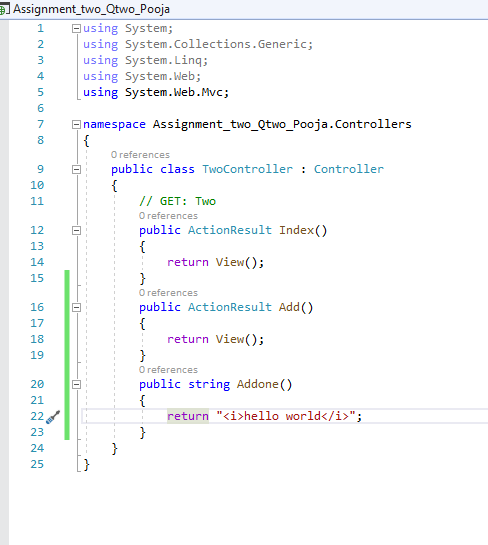 Assignment_two_Qtwo_Pooja
1 using System;
2 using System.Collections.Generic;
3 using System.Linq;
4 using System.Web;
5 using System.Web.Mvc;
6
7 namespace Assignment_two_Qtwo_Pooja.Controllers
8 {
0 references
9 public class TwoController : Controller
10 {
11 // GET: Two
0 references
12 public ActionResult Index()
13 {
14 return View();
15 }
0 references
16 public ActionResult Add()
17 {
18 return View();
19 }
0 references
20 public string Addone()
21 {
22 return "<i>hello world</i>";
23 }
24 }
25 }